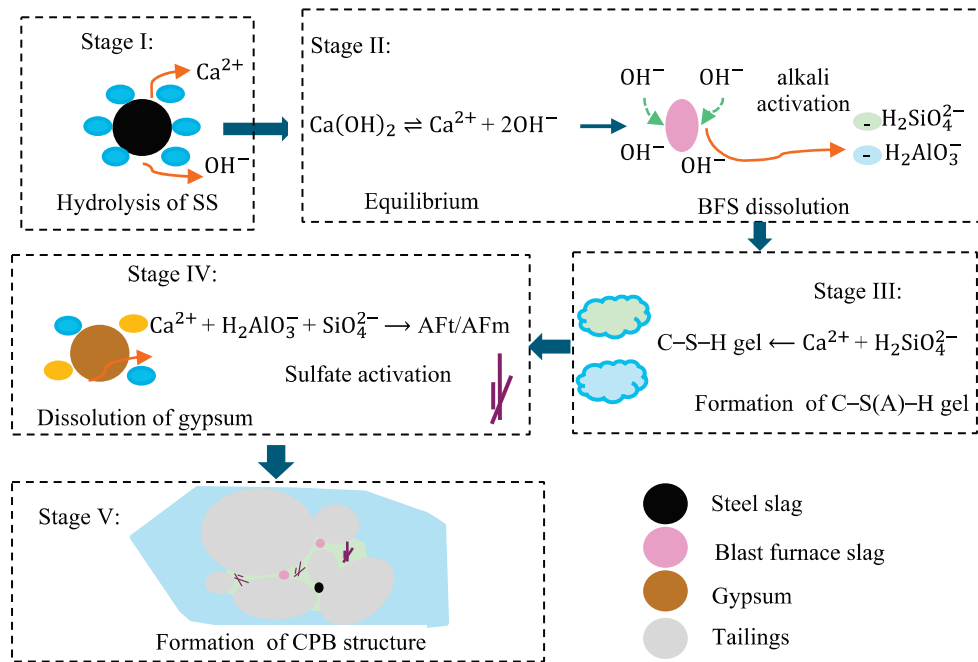 Stage I:
Ca²⁺
OH⁻
Hydrolysis of SS
Stage II:
Ca(OH)₂ ⇌ Ca²⁺ + 2OH⁻
Equilibrium
OH⁻
OH⁻
OH⁻
OH⁻
alkali
activation
- H₂SiO₄²⁻
- H₂AlO₃⁻
BFS dissolution
Stage III:
C–S–H gel ← Ca²⁺ + H₂SiO₄²⁻
Formation of C–S(A)–H gel
Stage IV:
Ca²⁺ + H₂AlO₃⁻ + SiO₄²⁻ → AFt/AFm
Sulfate activation
Dissolution of gypsum
Stage V:
Formation of CPB structure
Steel slag
Blast furnace slag
Gypsum
Tailings